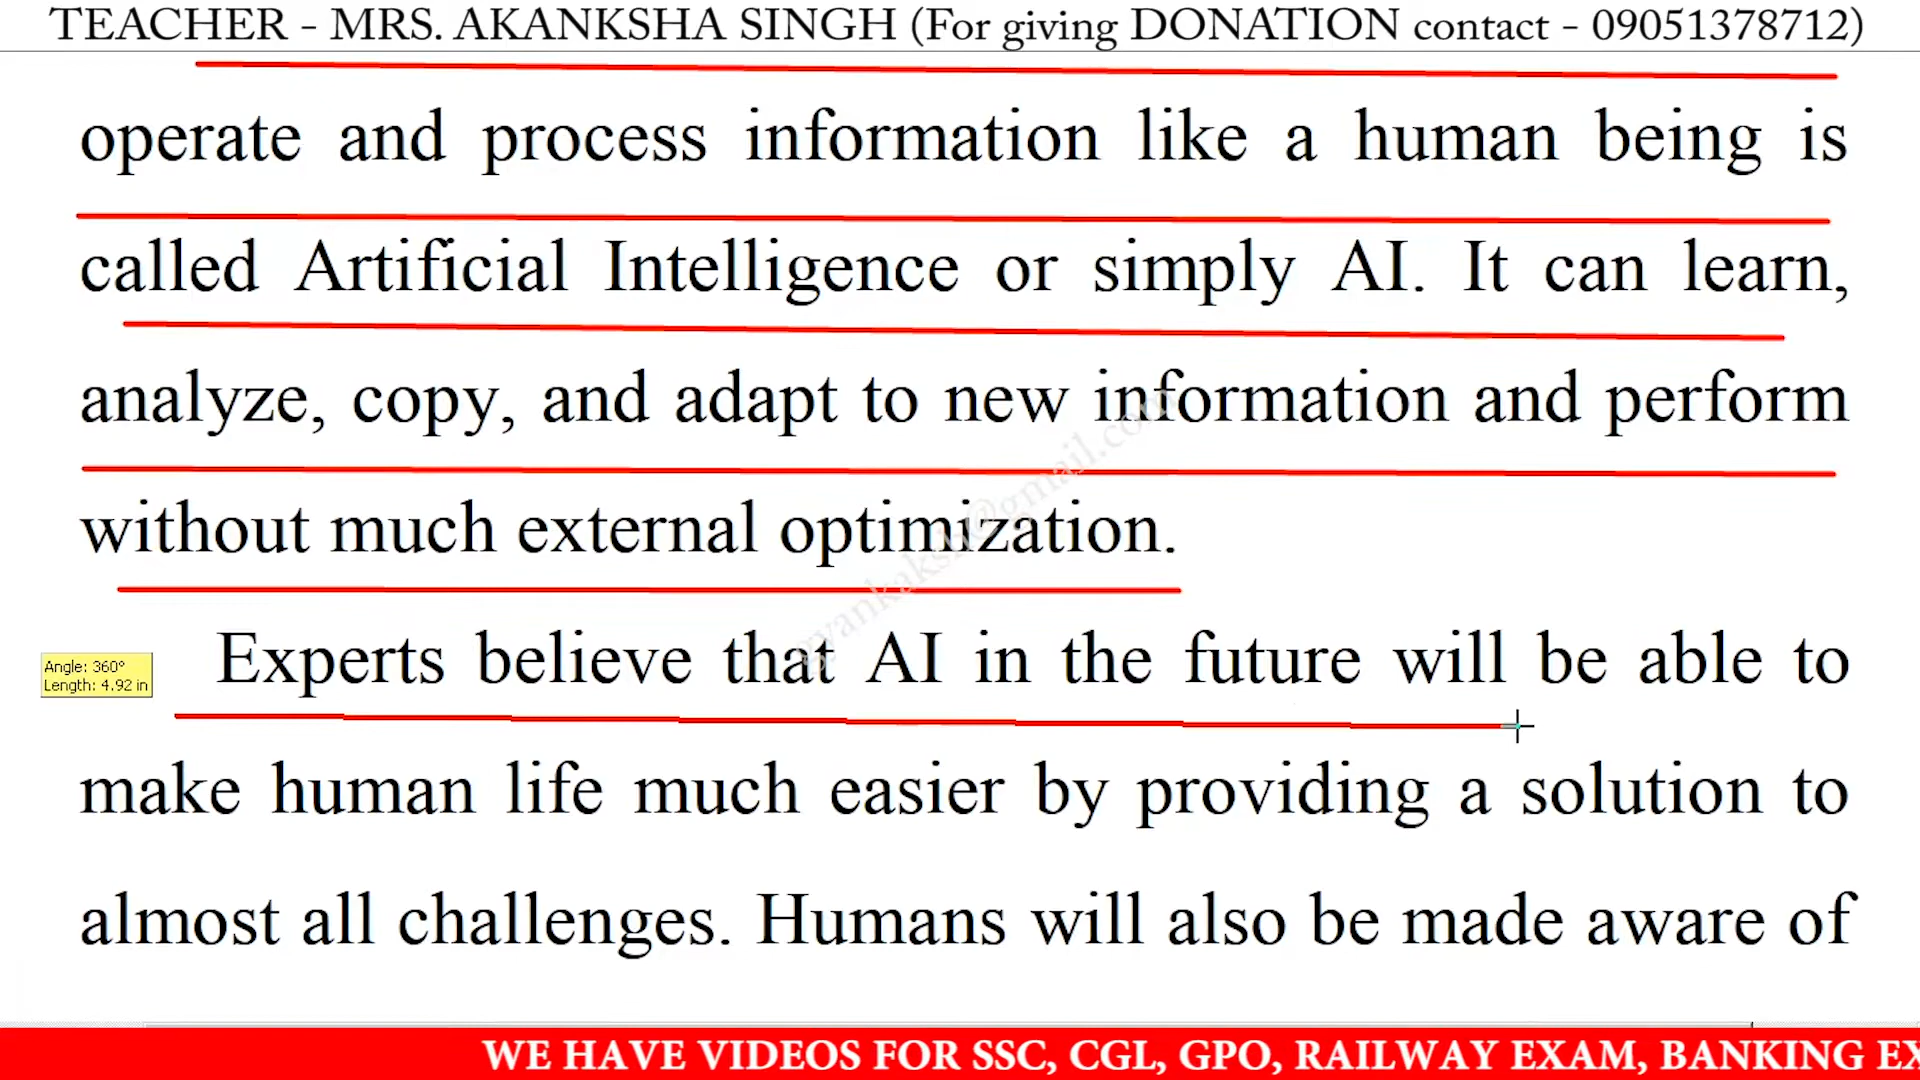 TEACHER - MRS. AKANKSHA SINGH (For giving DONATION contact - 09051378712)
operate and process information like a human being is
called Artificial Intelligence or simply AI. It can learn,
analyze, copy, and adapt to new information and perform
without much external optimization.
gyankaksh@gmail.com
Experts believe that AI in the future will be able to
Angle: 360°
Length: 4.92 in
make human life much easier by providing a solution to
almost all challenges. Humans will also be made aware of
WE HAVE VIDEOS FOR SSC, CGL, GPO, RAILWAY EXAM, BANKING EX